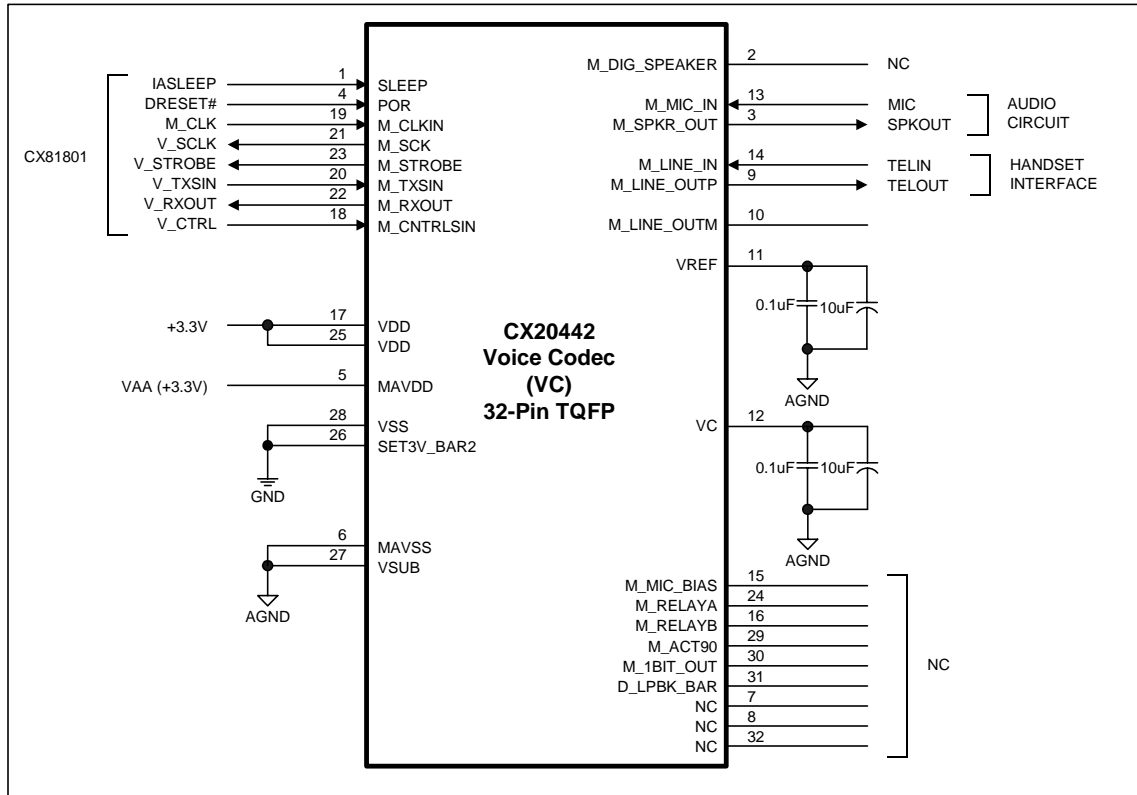 CX81801
IASLEEP 1 SLEEP
DRESET# 4 POR
M_CLK 19 M_CLKIN
V_SCLK 21 M_SCK
V_STROBE 23 M_STROBE
V_TXSIN 20 M_TXSIN
V_RXOUT 22 M_RXOUT
V_CTRL 18 M_CNTRLSIN
+3.3V 17 VDD
25 VDD
VAA (+3.3V) 5 MAVDD
28 VSS
26 SET3V_BAR2
GND
6 MAVSS
27 VSUB
AGND
CX20442
Voice Codec
(VC)
32-Pin TQFP
M_DIG_SPEAKER 2 NC
M_MIC_IN 13 MIC
M_SPKR_OUT 3 SPKOUT
AUDIO
CIRCUIT
M_LINE_IN 14 TELIN
M_LINE_OUTP 9 TELOUT
HANDSET
INTERFACE
M_LINE_OUTM 10
VREF 11
0.1uF 10uF
AGND
VC 12
0.1uF 10uF
AGND
M_MIC_BIAS 15
M_RELAYA 24
M_RELAYB 16
M_ACT90 29
M_1BIT_OUT 30
D_LPBK_BAR 31
NC 7
NC 8
NC 32
NC